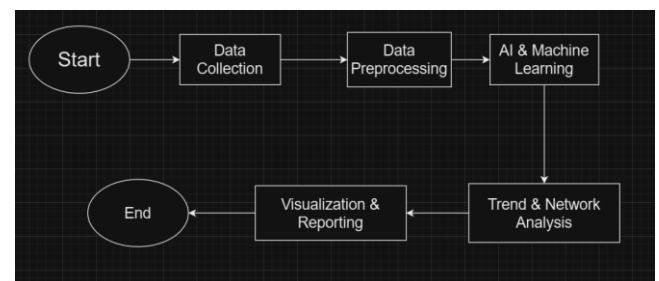 Start
Data
Collection
Data
Preprocessing
AI & Machine
Learning
Trend & Network
Analysis
Visualization &
Reporting
End